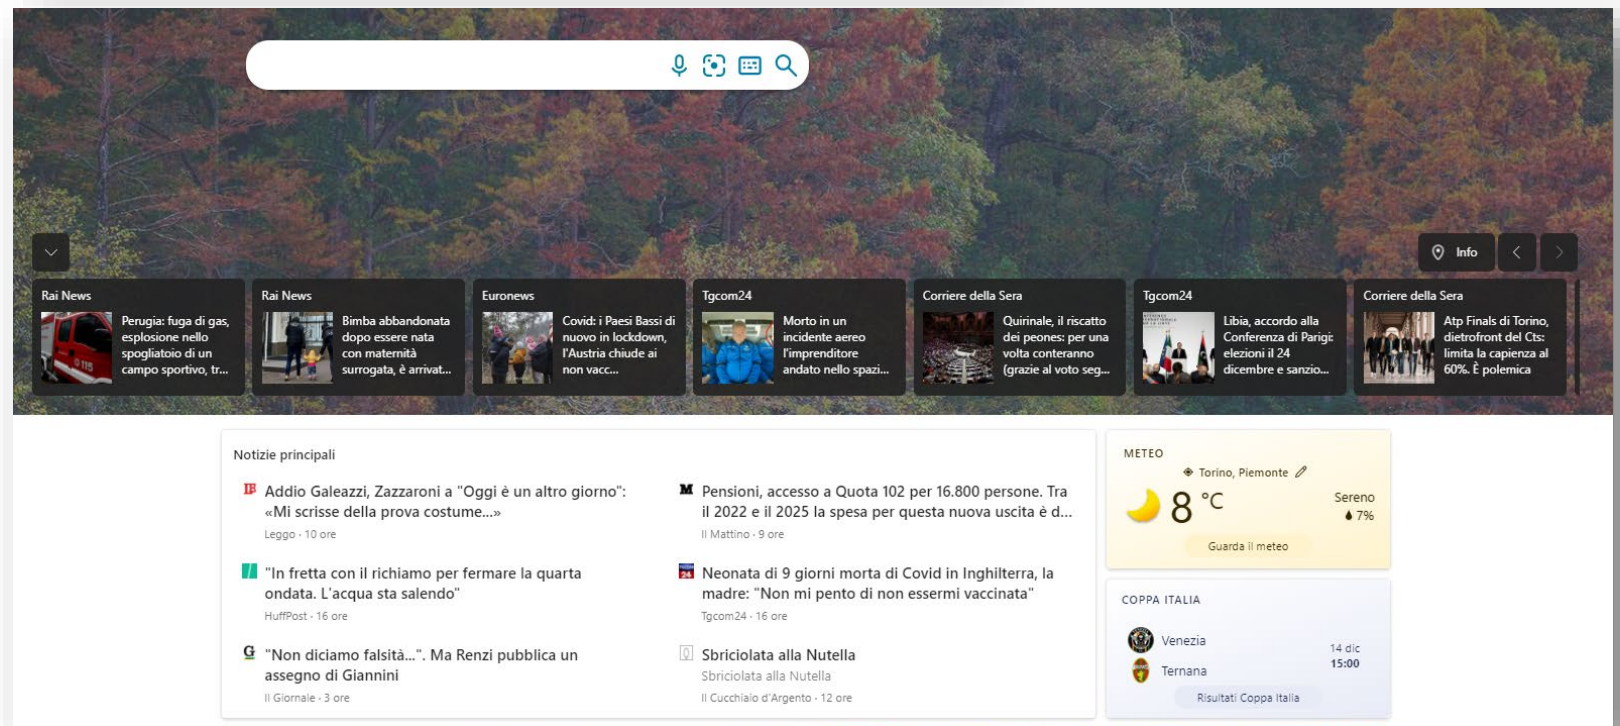 Info
Rai News
Perugia: fuga di gas,
esplosione nello
spogliatoio di un
campo sportivo, tr...
115
Rai News
Bimba abbandonata
dopo essere nata
con maternità
surrogata, è arrivat...
Euronews
Covid: i Paesi Bassi di
nuovo in lockdown,
l'Austria chiude ai
non vacc...
Tgcom24
Morto in un
incidente aereo
l'imprenditore
andato nello spazi...
Corriere della Sera
Quirinale, il riscatto
dei peones: per una
volta conteranno
(grazie al voto seg...
Tgcom24
Libia, accordo alla
Conferenza di Parigi:
elezioni il 24
dicembre e sanzio...
Corriere della Sera
Atp Finals di Torino,
dietrofront del Cts:
limita la capienza al
60%. È polemica
Notizie principali
Addio Galeazzi, Zazzaroni a "Oggi è un altro giorno":
«Mi scrisse della prova costume...»
Leggo - 10 ore
"In fretta con il richiamo per fermare la quarta
ondata. L'acqua sta salendo"
HuffPost - 16 ore
G
"Non diciamo falsità...". Ma Renzi pubblica un
assegno di Giannini
Il Giornale - 3 ore
M
Pensioni, accesso a Quota 102 per 16.800 persone. Tra
il 2022 e il 2025 la spesa per questa nuova uscita è d...
Il Mattino - 9 ore
24
Neonata di 9 giorni morta di Covid in Inghilterra, la
madre: "Non mi pento di non essermi vaccinata"
Tgcom24 - 16 ore
Sbriciolata alla Nutella
Sbriciolata alla Nutella
Il Cucchiaio d'Argento - 12 ore
METEO
Torino, Piemonte
8 °C
Sereno
7%
Guarda il meteo
COPPA ITALIA
Venezia
Ternana
14 dic
15:00
Risultati Coppa Italia